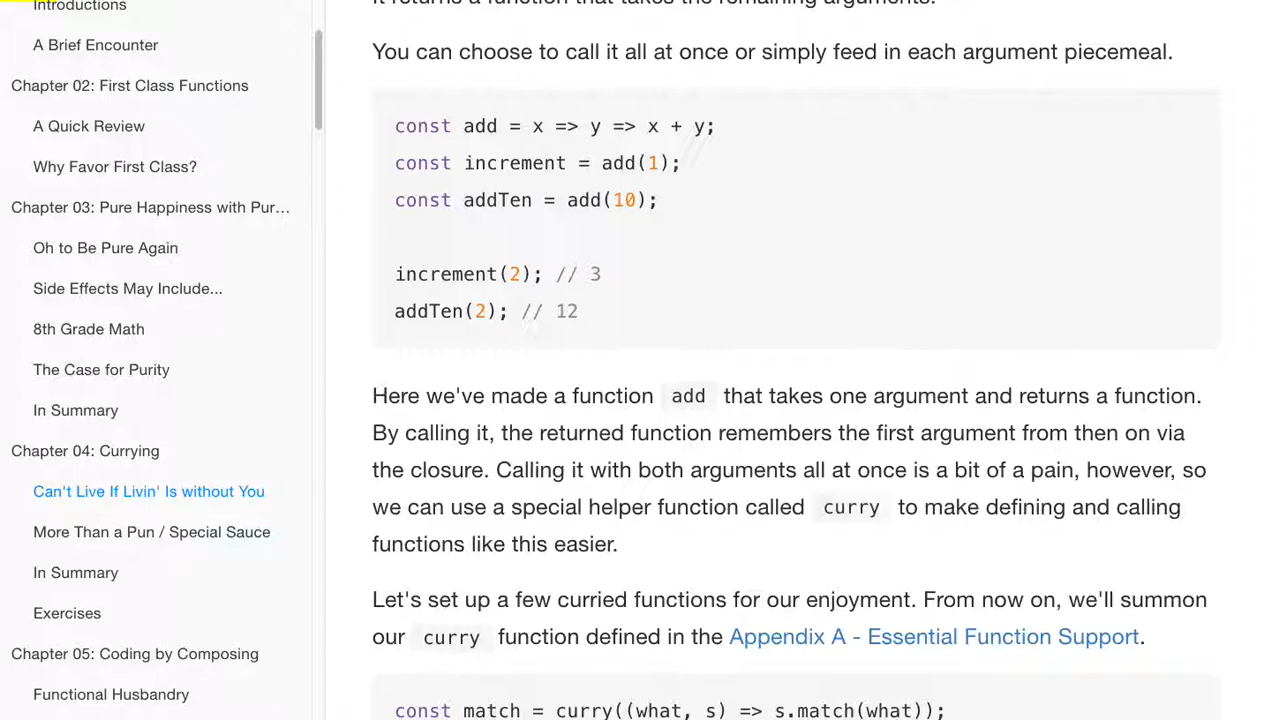 Introductions
A Brief Encounter
Chapter 02: First Class Functions
A Quick Review
Why Favor First Class?
Chapter 03: Pure Happiness with Pur…
Oh to Be Pure Again
Side Effects May Include...
8th Grade Math
The Case for Purity
In Summary
Chapter 04: Currying
Can't Live If Livin' Is without You
More Than a Pun / Special Sauce
In Summary
Exercises
Chapter 05: Coding by Composing
Functional Husbandry
It returns a function that takes the remaining arguments.
You can choose to call it all at once or simply feed in each argument piecemeal.
const add = x => y => x + y;
const increment = add(1);
const addTen = add(10);
increment(2); // 3
addTen(2); // 12
Here we've made a function add that takes one argument and returns a function.
By calling it, the returned function remembers the first argument from then on via
the closure. Calling it with both arguments all at once is a bit of a pain, however, so
we can use a special helper function called curry to make defining and calling
functions like this easier.
Let's set up a few curried functions for our enjoyment. From now on, we'll summon
our curry function defined in the Appendix A - Essential Function Support.
const match = curry((what, s) => s.match(what));